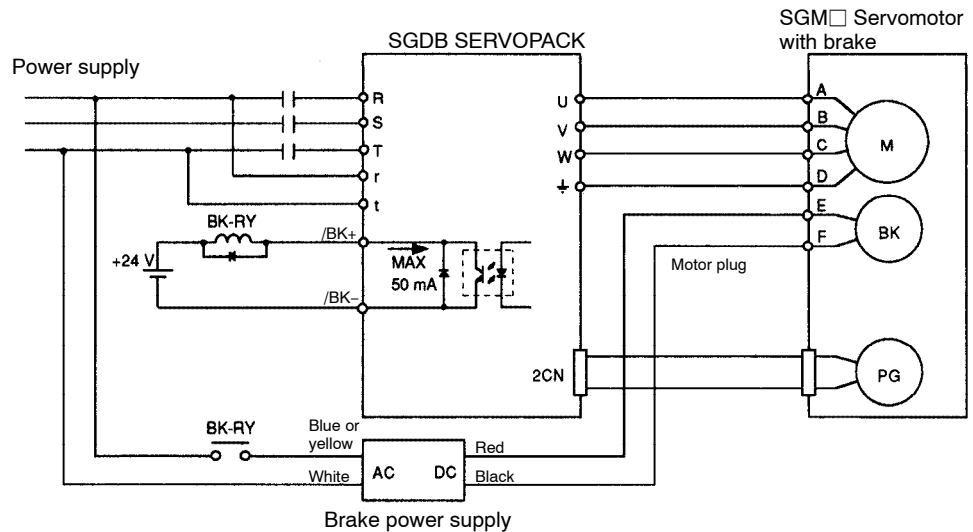 SGM□ Servomotor
with brake
SGDB SERVOPACK
Power supply
R
S
T
r
t
U
V
W
A
B
C
D
E
F
M
BK
BK-RY
/BK+
+24 V
MAX
50 mA
/BK−
Motor plug
2CN
PG
BK-RY
Blue or
yellow
White
AC
DC
Red
Black
Brake power supply